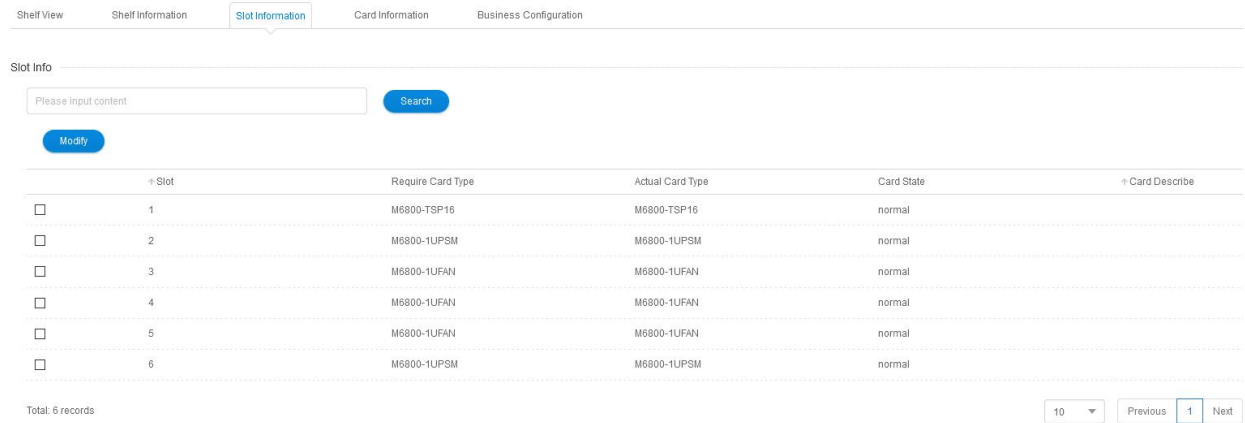 Shelf View Shelf Information Slot Information Card Information Business Configuration
Slot Info
Please input content Search
Modify
↑Slot Require Card Type Actual Card Type Card State ↑Card Describe
1 M6800-TSP16 M6800-TSP16 normal
2 M6800-1UPSM M6800-1UPSM normal
3 M6800-1UFAN M6800-1UFAN normal
4 M6800-1UFAN M6800-1UFAN normal
5 M6800-1UFAN M6800-1UFAN normal
6 M6800-1UPSM M6800-1UPSM normal
Total: 6 records 10 Previous 1 Next